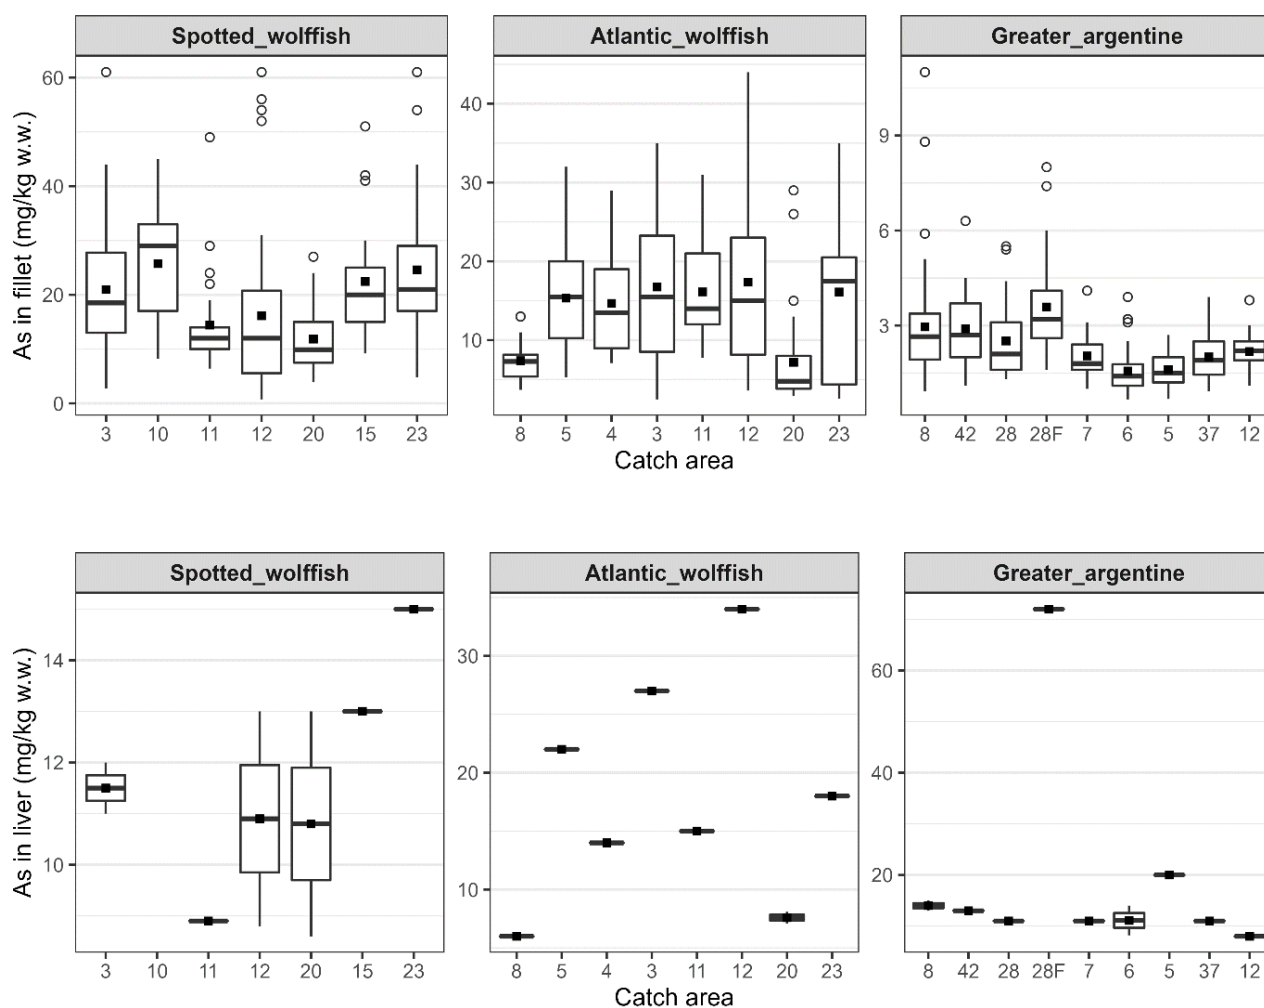 Spotted_wolffish Atlantic_wolffish Greater_argentine
As in fillet (mg/kg w.w.)
60
40
20
0
40
30
20
10
9
6
3
3 10 11 12 20 15 23
8 5 4 3 11 12 20 23
8 42 28 28F 7 6 5 37 12
Catch area
Spotted_wolffish Atlantic_wolffish Greater_argentine
As in liver (mg/kg w.w.)
14
12
10
30
20
10
60
40
20
3 10 11 12 20 15 23
8 5 4 3 11 12 20 23
8 42 28 28F 7 6 5 37 12
Catch area